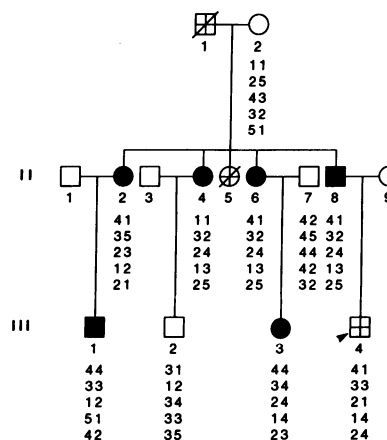 1 2
11
25
43
32
51
II
1 2 3 4 5 6 7 8 9
41 11 41 42 41
35 32 32 45 32
23 24 24 44 24
12 13 13 42 13
21 25 25 32 25
III
1 2 3 4
44 31 44 41
33 12 34 33
12 34 24 21
51 33 14 14
42 35 23 24